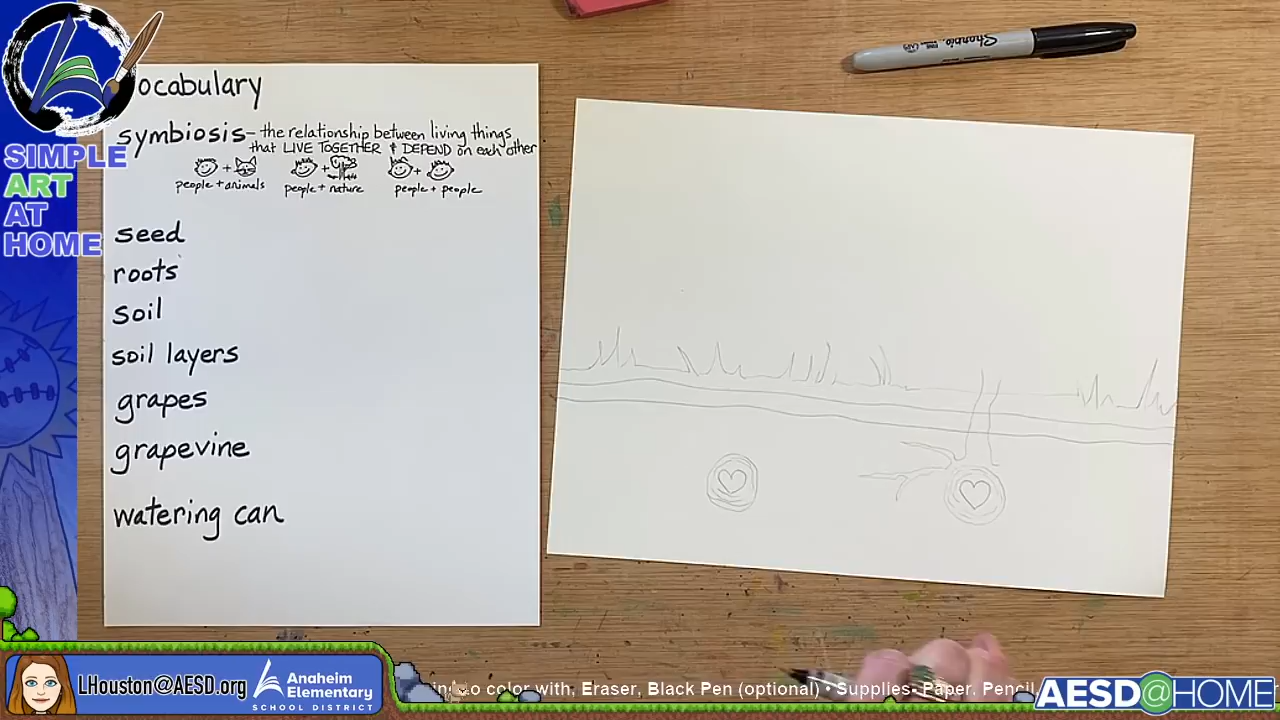 ocabulary
symbiosis - the relationship between living things
that LIVE TOGETHER & DEPEND on each other
people + animals people + nature people + people
seed
roots
soil
soil layers
grapes
grapevine
watering can
SIMPLE
ART
AT
HOME
Sharpie
LHouston@AESD.org
Anaheim
Elementary
SCHOOL DISTRICT
to color with, Eraser, Black Pen (optional) • Supplies- Paper, Pencil
AESD@HOME